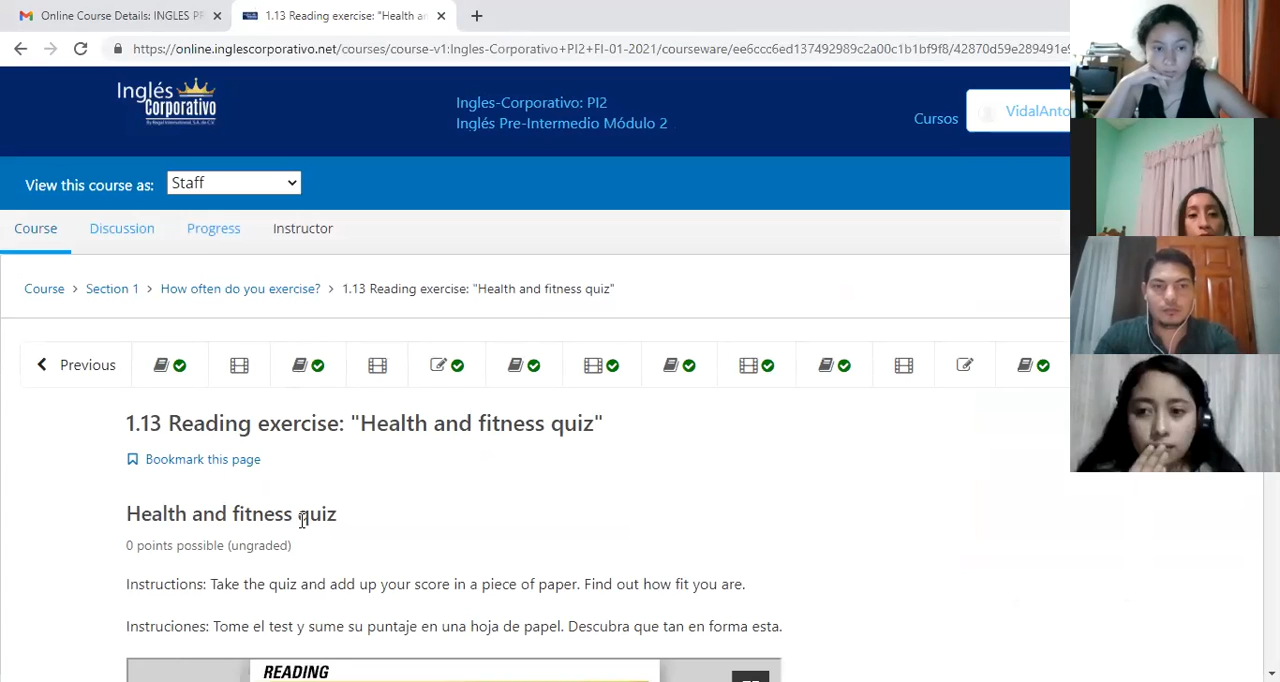 Online Course Details: INGLES PR
1.13 Reading exercise: "Health an
https://online.inglescorporativo.net/courses/course-v1:Ingles-Corporativo+PI2+FI-01-2021/courseware/ee6ccc6ed137492989c2a00c1b1bf9f8/42870d59e289491e9
Inglés
Corporativo
Ingles-Corporativo: PI2
Inglés Pre-Intermedio Módulo 2
Cursos
VidalAnto
View this course as: Staff
Course Discussion Progress Instructor
Course > Section 1 > How often do you exercise? > 1.13 Reading exercise: "Health and fitness quiz"
Previous
1.13 Reading exercise: "Health and fitness quiz"
Bookmark this page
Health and fitness quiz
0 points possible (ungraded)
Instructions: Take the quiz and add up your score in a piece of paper. Find out how fit you are.
Instruciones: Tome el test y sume su puntaje en una hoja de papel. Descubra que tan en forma esta.
READING